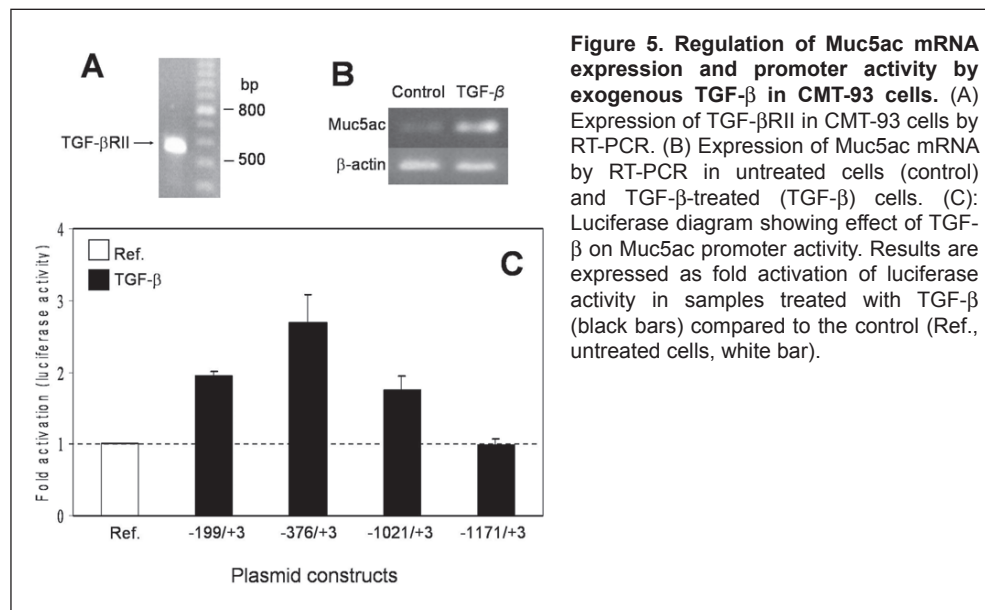 A
bp
800
TGF-βRII
500
B
Control TGF-β
Muc5ac
β-actin
C
Ref.
TGF-β
Fold activation (luciferase activity)
4
3
2
1
0
Ref. -199/+3 -376/+3 -1021/+3 -1171/+3
Plasmid constructs
Figure 5. Regulation of Muc5ac mRNA
expression and promoter activity by
exogenous TGF-β in CMT-93 cells. (A)
Expression of TGF-βRII in CMT-93 cells by
RT-PCR. (B) Expression of Muc5ac mRNA
by RT-PCR in untreated cells (control)
and TGF-β-treated (TGF-β) cells. (C):
Luciferase diagram showing effect of TGF-
β on Muc5ac promoter activity. Results are
expressed as fold activation of luciferase
activity in samples treated with TGF-β
(black bars) compared to the control (Ref.,
untreated cells, white bar).